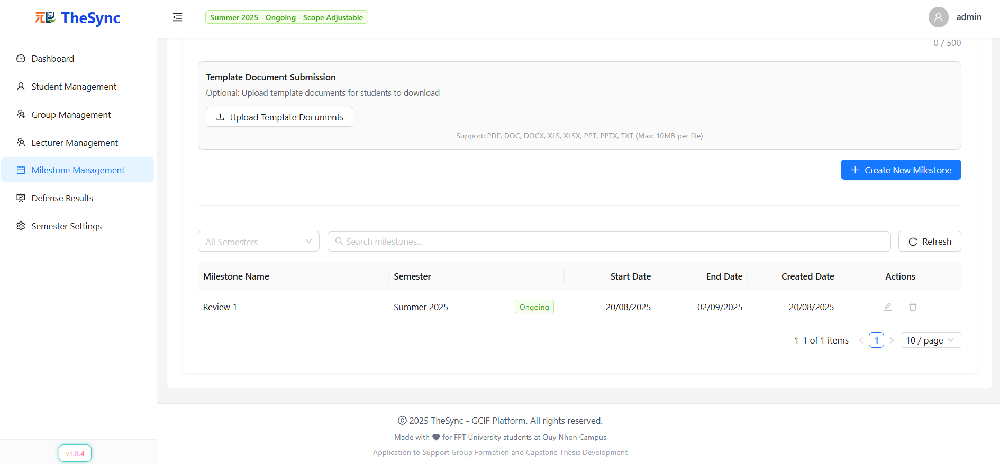 TheSync
Summer 2025 - Ongoing - Scope Adjustable
admin
Dashboard
Student Management
Group Management
Lecturer Management
Milestone Management
Defense Results
Semester Settings
v1.0.4
0 / 500
Template Document Submission
Optional: Upload template documents for students to download
Upload Template Documents
Support: PDF, DOC, DOCX, XLS, XLSX, PPT, PPTX, TXT (Max: 10MB per file)
Create New Milestone
All Semesters
Search milestones...
Refresh
Milestone Name Semester Start Date End Date Created Date Actions
Review 1 Summer 2025 Ongoing 20/08/2025 02/09/2025 20/08/2025
1-1 of 1 items < 1 > 10 / page
© 2025 TheSync - GCIF Platform. All rights reserved.
Made with 🖤 for FPT University students at Quy Nhon Campus
Application to Support Group Formation and Capstone Thesis Development